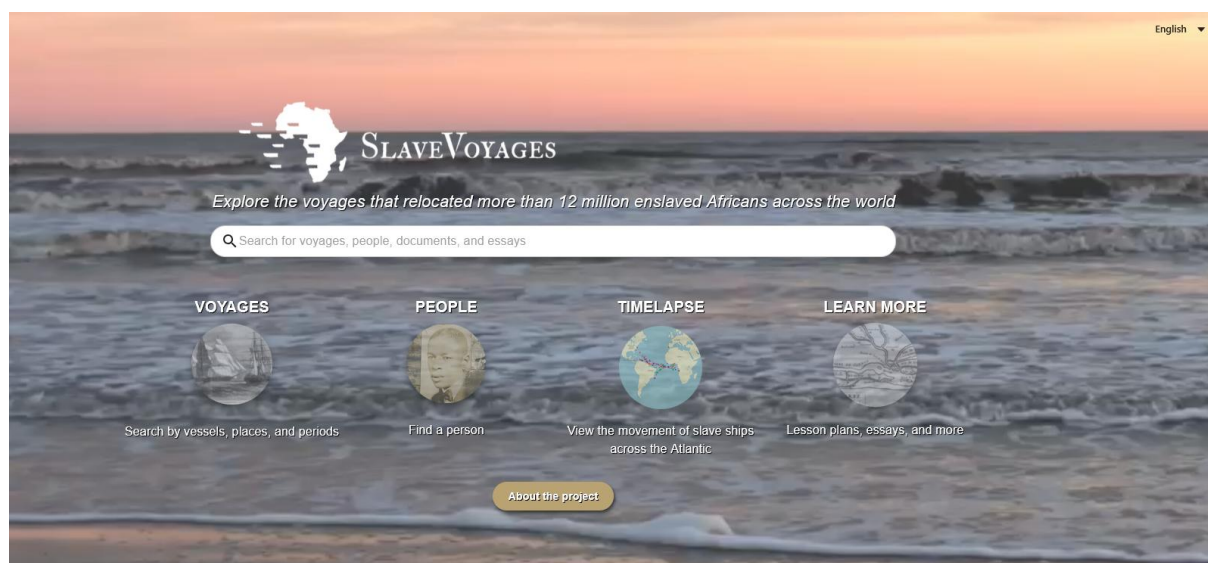 English
SLAVEVOYAGES
Explore the voyages that relocated more than 12 million enslaved Africans across the world
Search for voyages, people, documents, and essays
VOYAGES
Search by vessels, places, and periods
PEOPLE
Find a person
TIMELAPSE
View the movement of slave ships
across the Atlantic
LEARN MORE
Lesson plans, essays, and more
About the project